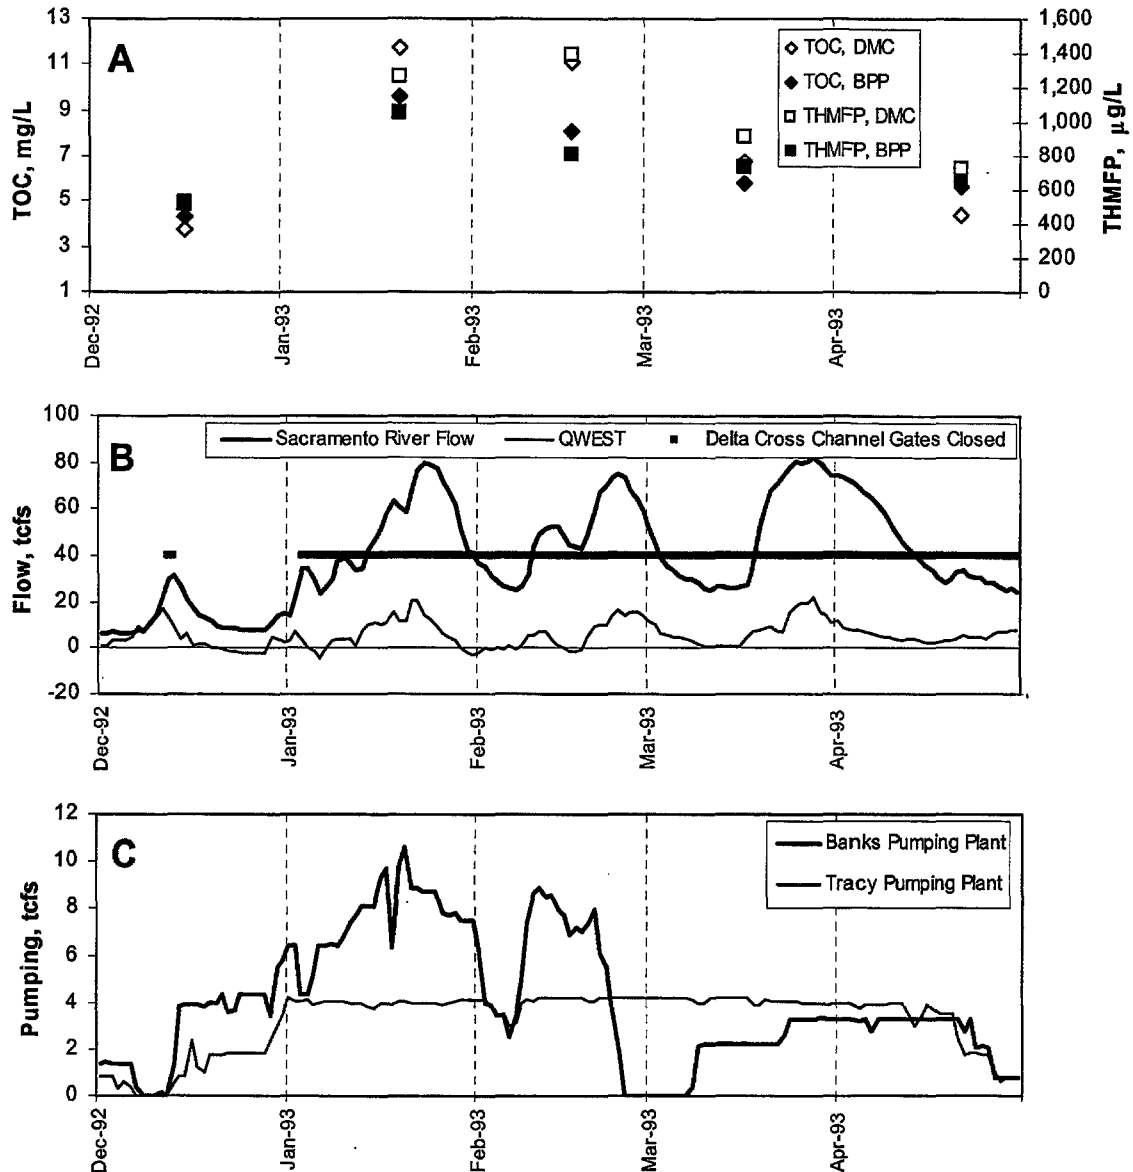 A
TOC, mg/L
13
11
9
7
5
3
1
TOC, DMC
TOC, BPP
THMFP, DMC
THMFP, BPP
1,600
1,400
1,200
1,000
800
600
400
200
0
THMFP, µg/L
Dec-92
Jan-93
Feb-93
Mar-93
Apr-93
B
Flow, tcfs
100
80
60
40
20
0
-20
Sacramento River Flow
QWEST
Delta Cross Channel Gates Closed
Dec-92
Jan-93
Feb-93
Mar-93
Apr-93
C
Pumping, tcfs
12
10
8
6
4
2
0
Banks Pumping Plant
Tracy Pumping Plant
Dec-92
Jan-93
Feb-93
Mar-93
Apr-93